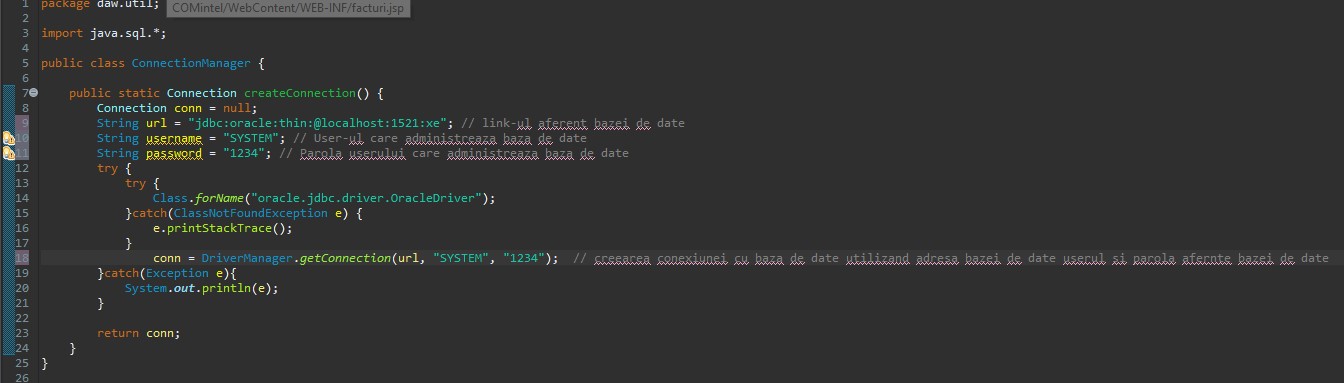 1 package daw.util;
COMintel/WebContent/WEB-INF/facturi.jsp
2
3 import java.sql.*;
4
5 public class ConnectionManager {
6
7 public static Connection createConnection() {
8 Connection conn = null;
9 String url = "jdbc:oracle:thin:@localhost:1521:xe"; // link-ul aferent bazei de date
10 String username = "SYSTEM"; // User-ul care administreaza baza de date
11 String password = "1234"; // Parola userului care administreaza baza de date
12 try {
13 try {
14 Class.forName("oracle.jdbc.driver.OracleDriver");
15 }catch(ClassNotFoundException e) {
16 e.printStackTrace();
17 }
18 conn = DriverManager.getConnection(url, "SYSTEM", "1234"); // creearea conexiunei cu baza de date utilizand adresa bazei de date userul si parola afernte bazei de date
19 }catch(Exception e){
20 System.out.println(e);
21 }
22
23 return conn;
24 }
25 }
26